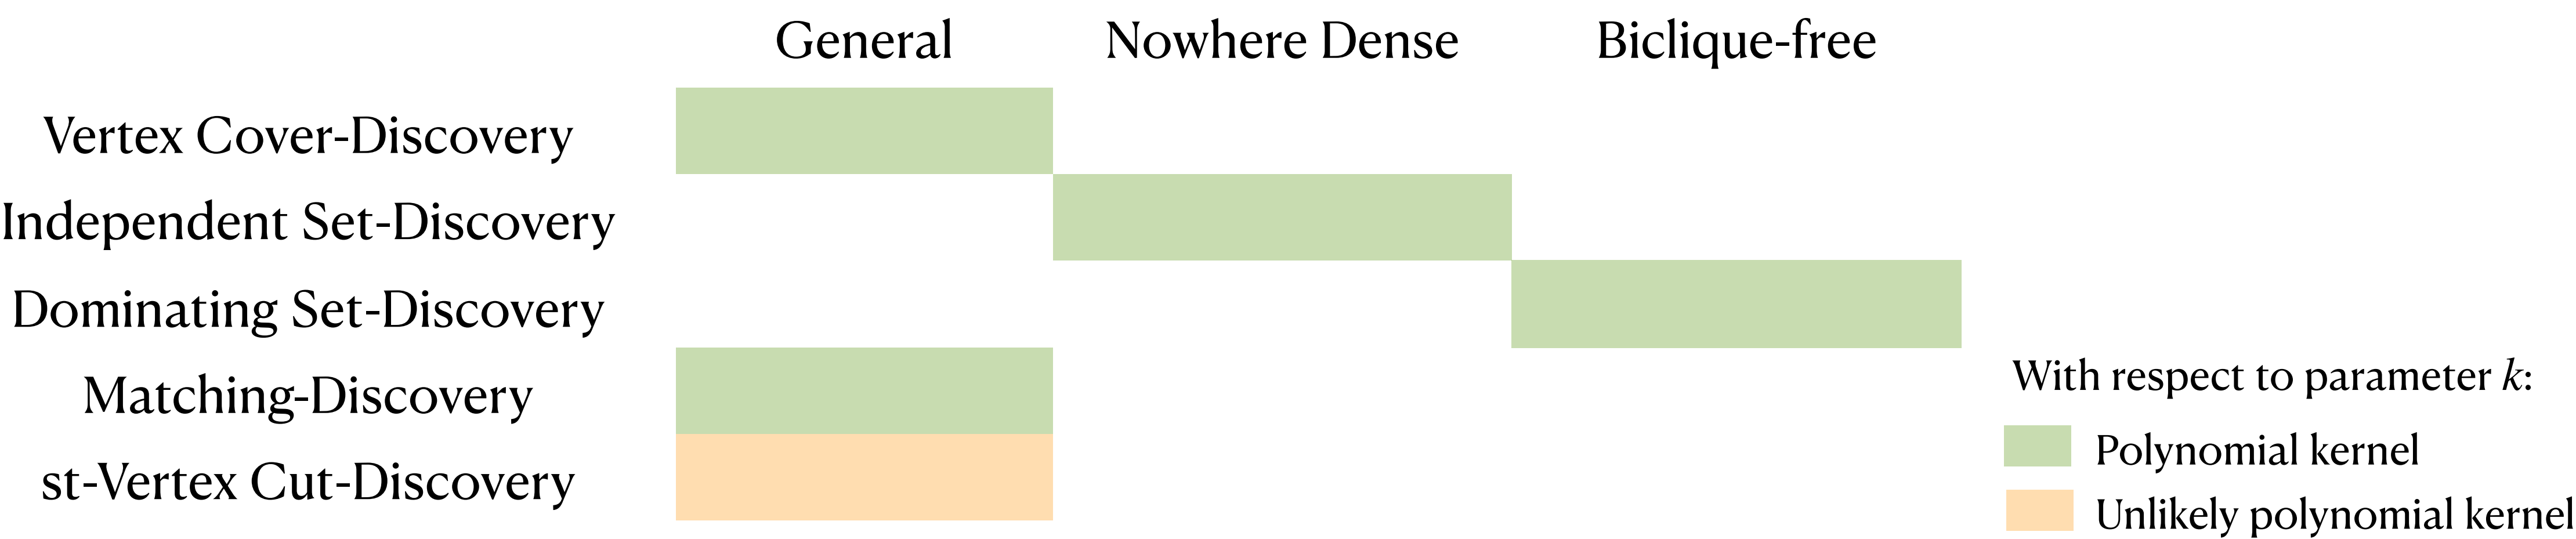 General Nowhere Dense Biclique-free
Vertex Cover-Discovery
Independent Set-Discovery
Dominating Set-Discovery
Matching-Discovery
st-Vertex Cut-Discovery
With respect to parameter k:
Polynomial kernel
Unlikely polynomial kernel